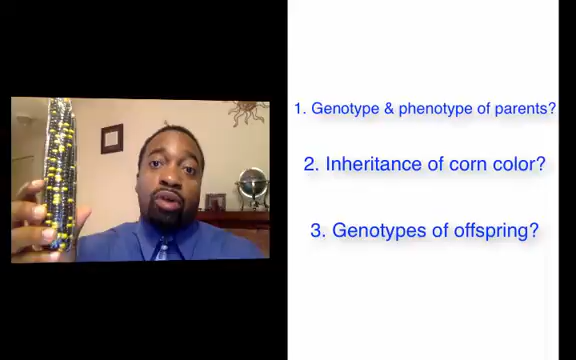 1. Genotype & phenotype of parents?
2. Inheritance of corn color?
3. Genotypes of offspring?